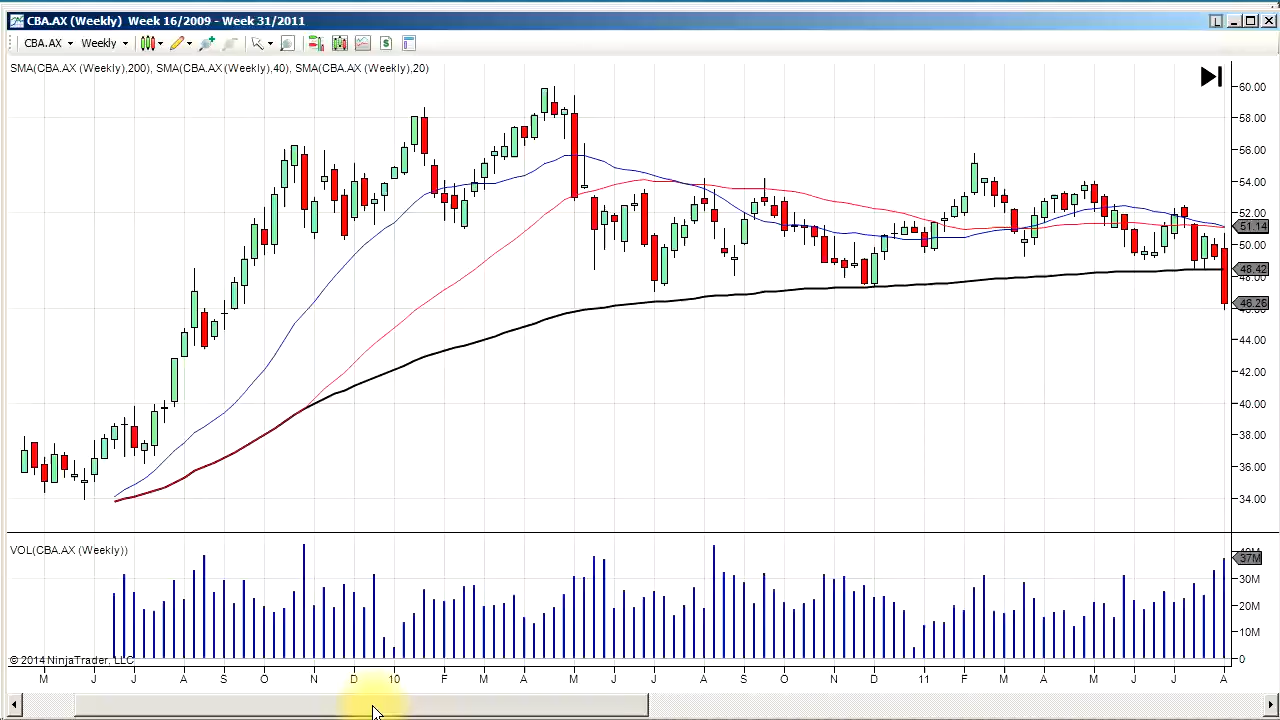 CBA.AX (Weekly) Week 16/2009 - Week 31/2011
CBA.AX Weekly $
SMA(CBA.AX (Weekly),200), SMA(CBA.AX (Weekly),40), SMA(CBA.AX (Weekly),20)
60.00
58.00
56.00
54.00
52.00
51.14
50.00
48.42
48.00
46.26
44.00
42.00
40.00
38.00
36.00
34.00
VOL(CBA.AX (Weekly))
37M
30M
20M
10M
0
© 2014 NinjaTrader, LLC
M J J A S O N D 10 F M A M J J A S O N D 11 F M A M J J A